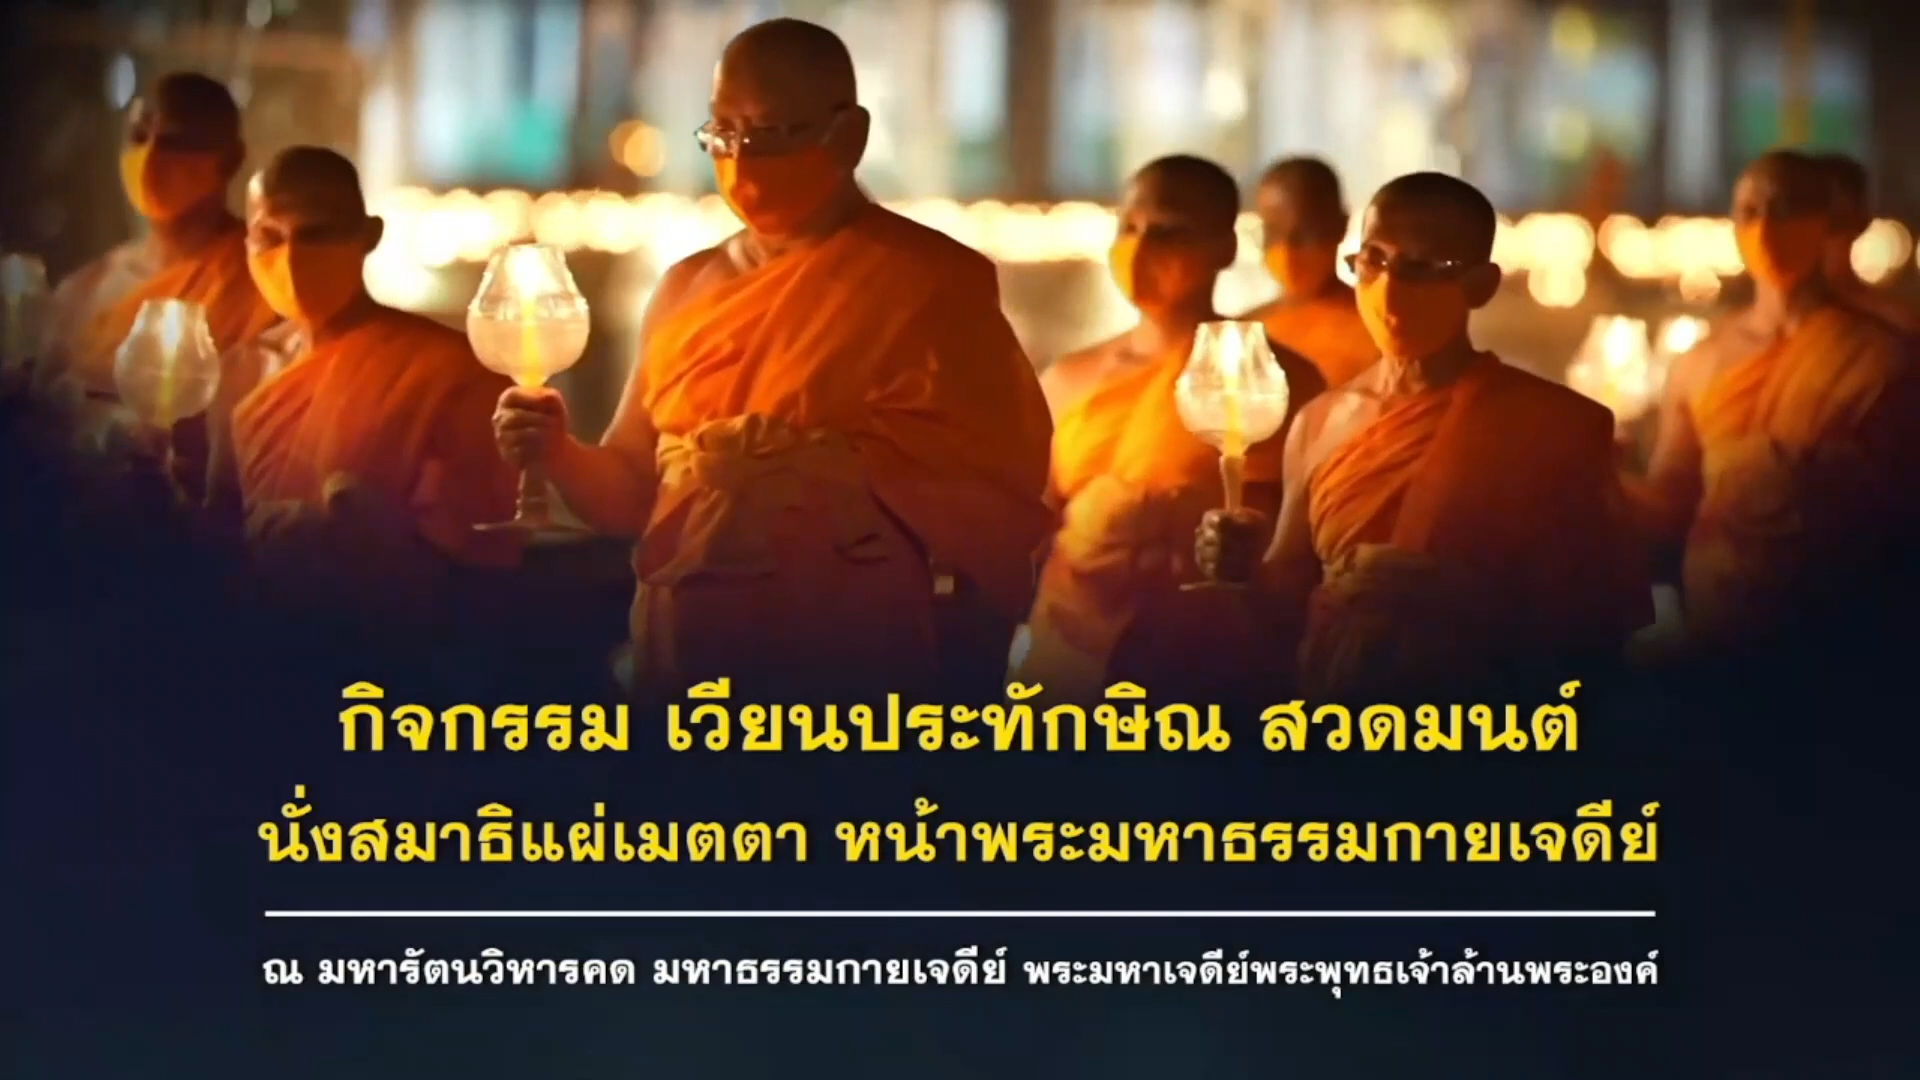 กิจกรรม เวียนประทักษิณ สวดมนต์
นั่งสมาธิแผ่เมตตา หน้าพระมหาธรรมกายเจดีย์
ณ มหารัตนวิหารคด มหาธรรมกายเจดีย์ พระมหาเจดีย์พระพุทธเจ้าล้านพระองค์